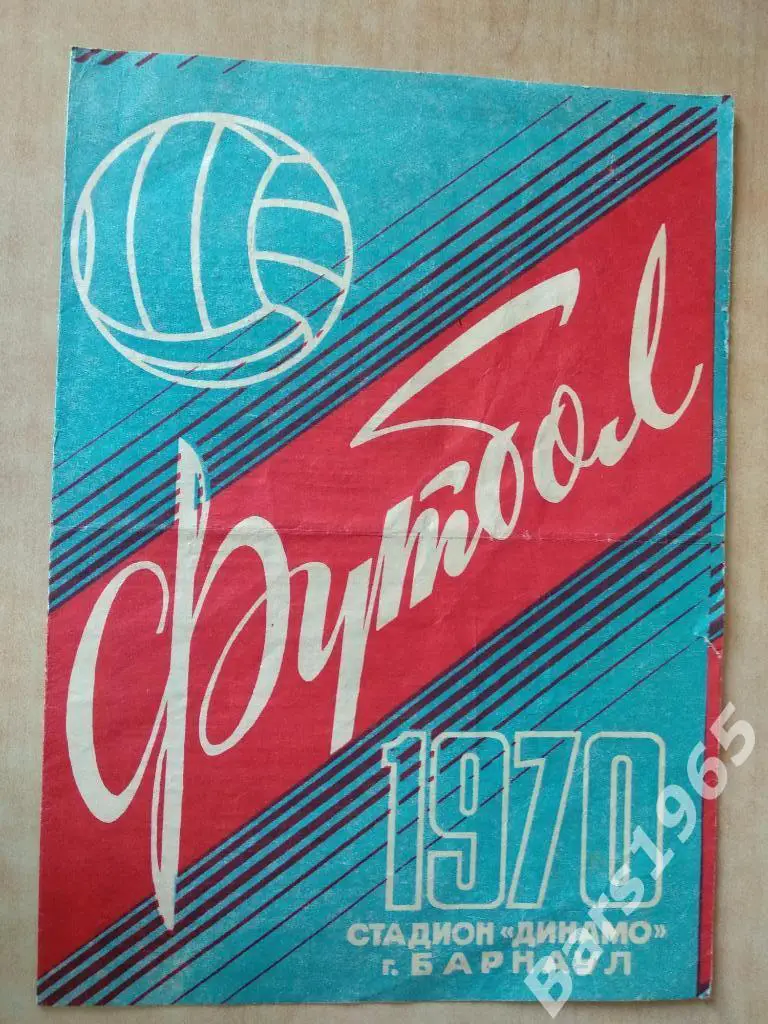 Футбол
1970
СТАДИОН «ДИНАМО»
г. БАРНАУЛ
Bars1965